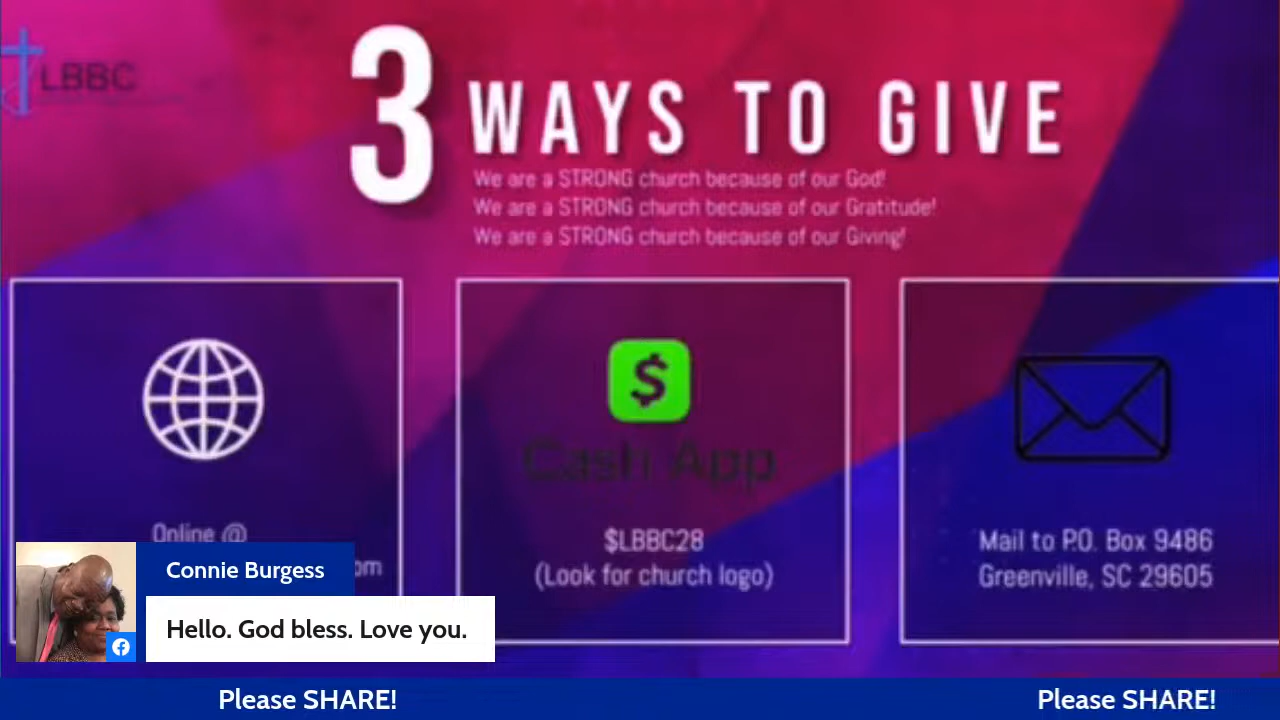 LBBC
3 WAYS TO GIVE
We are a STRONG church because of our God!
We are a STRONG church because of our Gratitude!
We are a STRONG church because of our Giving!
Online @
om
Cash App
$LBBC28
(Look for church logo)
Mail to P.O. Box 9486
Greenville, SC 29605
Connie Burgess
Hello. God bless. Love you.
Please SHARE!
Please SHARE!